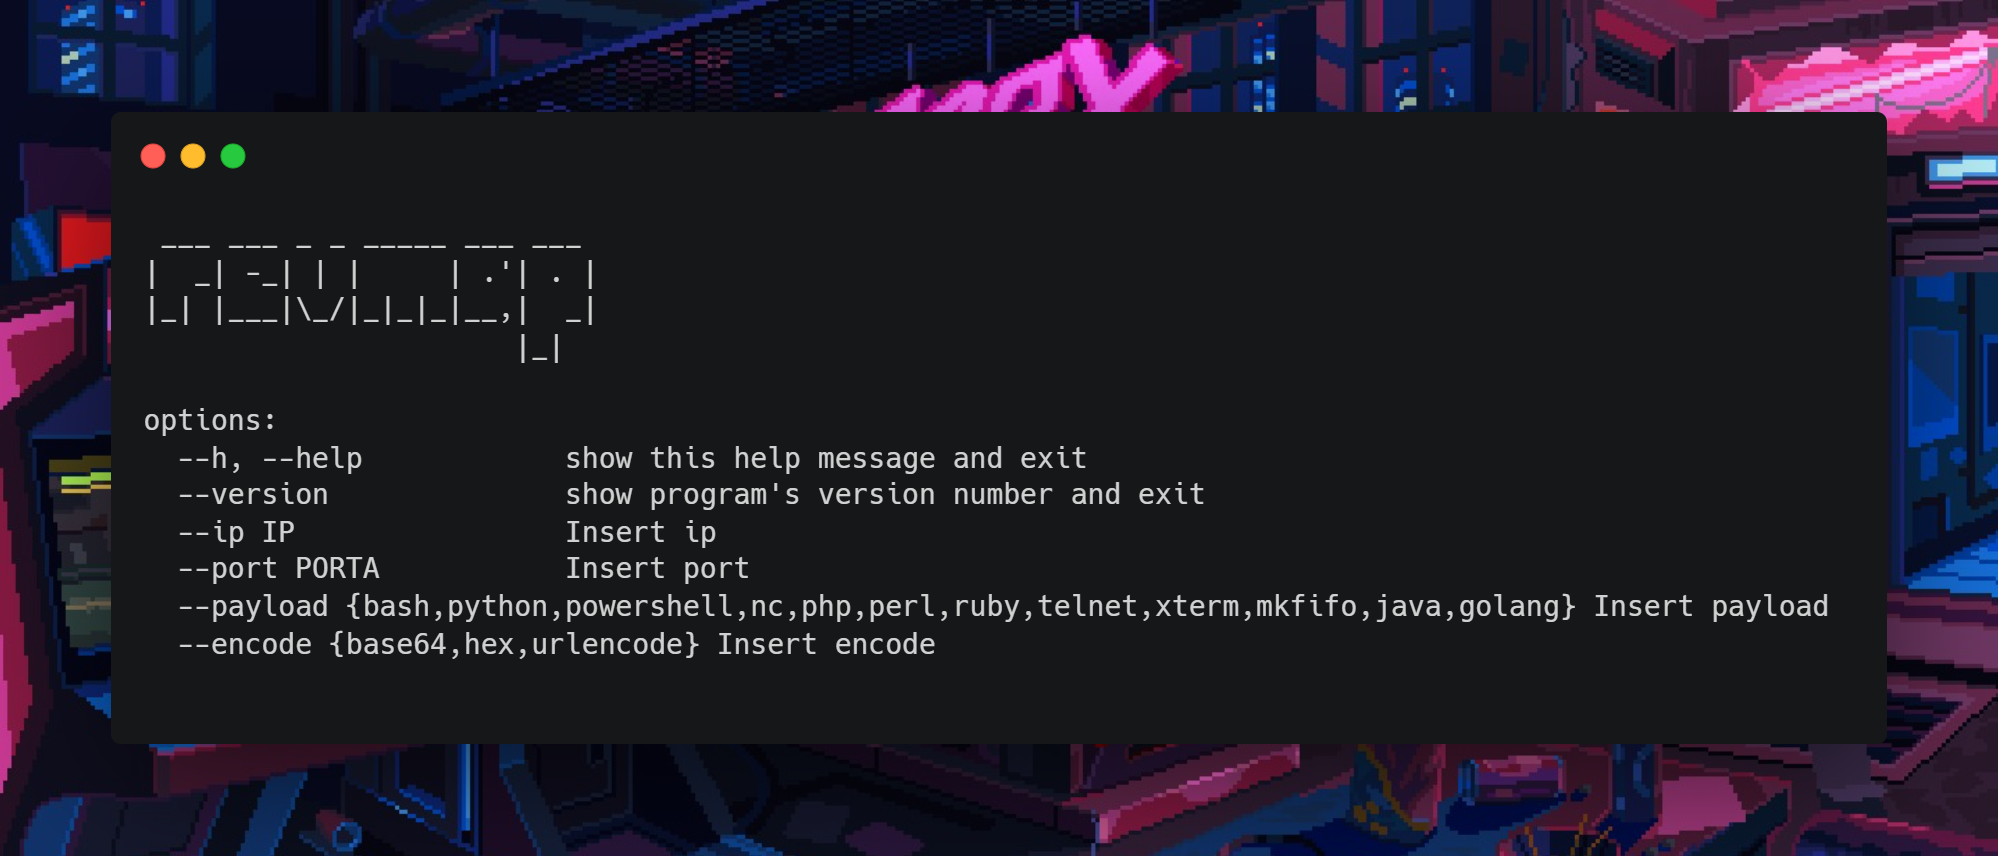 ___ ___ _ _ _____ ___ ___
|  _| -_| | |     | .'| . |
|_| |___|\_/|_|_|_|__,|  _|
                      |_|
options:
  --h, --help            show this help message and exit
  --version              show program's version number and exit
  --ip IP                Insert ip
  --port PORTA           Insert port
  --payload {bash,python,powershell,nc,php,perl,ruby,telnet,xterm,mkfifo,java,golang} Insert payload
  --encode {base64,hex,urlencode} Insert encode